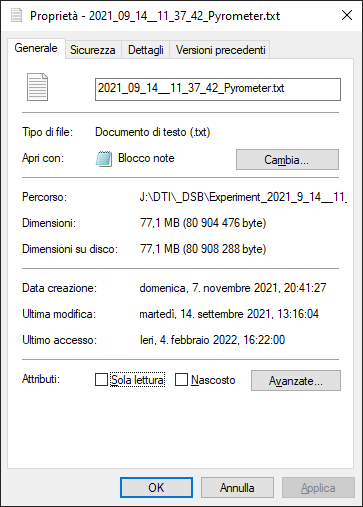 Proprietà - 2021_09_14__11_37_42_Pyrometer.txt
Generale Sicurezza Dettagli Versioni precedenti
2021_09_14__11_37_42_Pyrometer.txt
Tipo di file: Documento di testo (.txt)
Apri con: Blocco note Cambia...
Percorso: J:\DTI\_DSB\Experiment_2021_9_14__11_
Dimensioni: 77,1 MB (80 904 476 byte)
Dimensioni su disco: 77,1 MB (80 908 288 byte)
Data creazione: domenica, 7. novembre 2021, 20:41:27
Ultima modifica: martedì, 14. settembre 2021, 13:16:04
Ultimo accesso: Ieri, 4. febbraio 2022, 16:22:00
Attributi: Sola lettura Nascosto Avanzate...
OK Annulla Applica